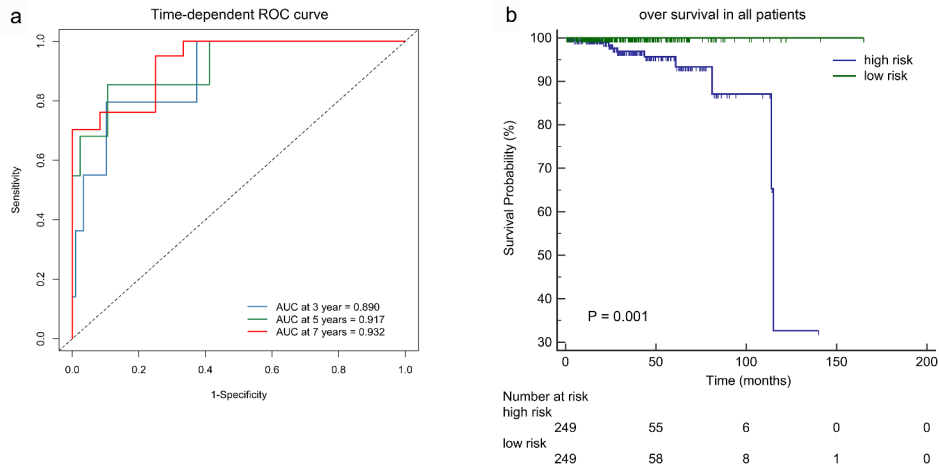 a
Time-dependent ROC curve
Sensitivity
1.0
0.8
0.6
0.4
0.2
0.0
AUC at 3 year = 0.890
AUC at 5 years = 0.917
AUC at 7 years = 0.932
0.0 0.2 0.4 0.6 0.8 1.0
1-Specificity
b
over survival in all patients
Survival Probability (%)
100
90
80
70
60
50
40
30
high risk
low risk
P = 0.001
0 50 100 150 200
Time (months)
Number at risk
high risk
249 55 6 0 0
low risk
249 58 8 1 0